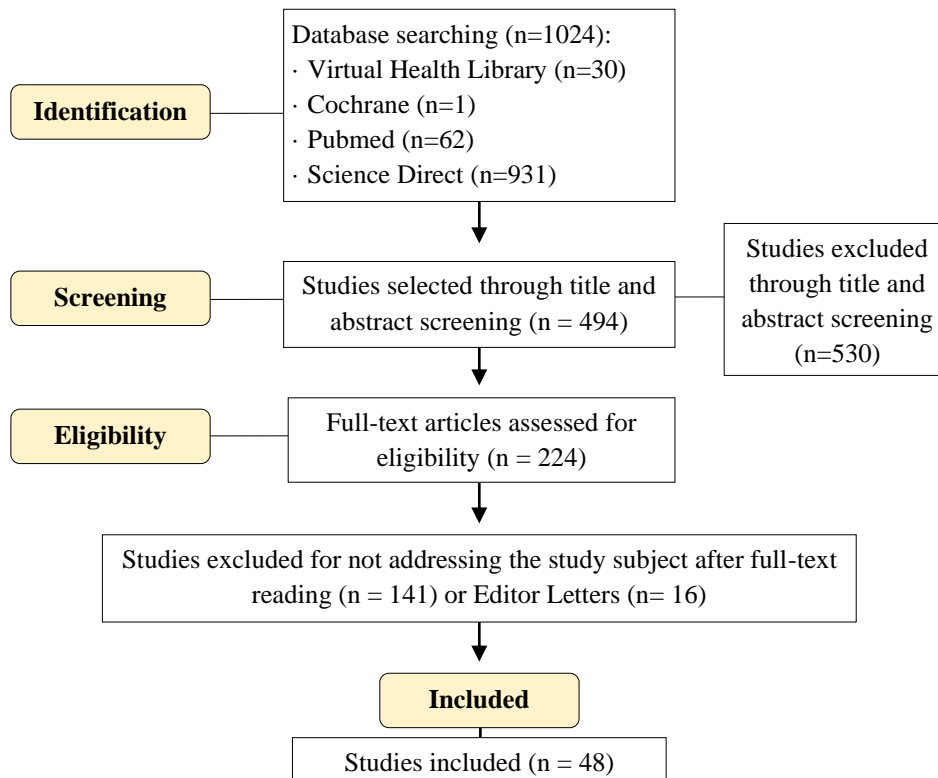 Database searching (n=1024):
· Virtual Health Library (n=30)
· Cochrane (n=1)
· Pubmed (n=62)
· Science Direct (n=931)
Identification
Studies excluded
through title and
abstract screening
(n=530)
Screening
Studies selected through title and
abstract screening (n = 494)
Eligibility
Full-text articles assessed for
eligibility (n = 224)
Studies excluded for not addressing the study subject after full-text
reading (n = 141) or Editor Letters (n= 16)
Included
Studies included (n = 48)